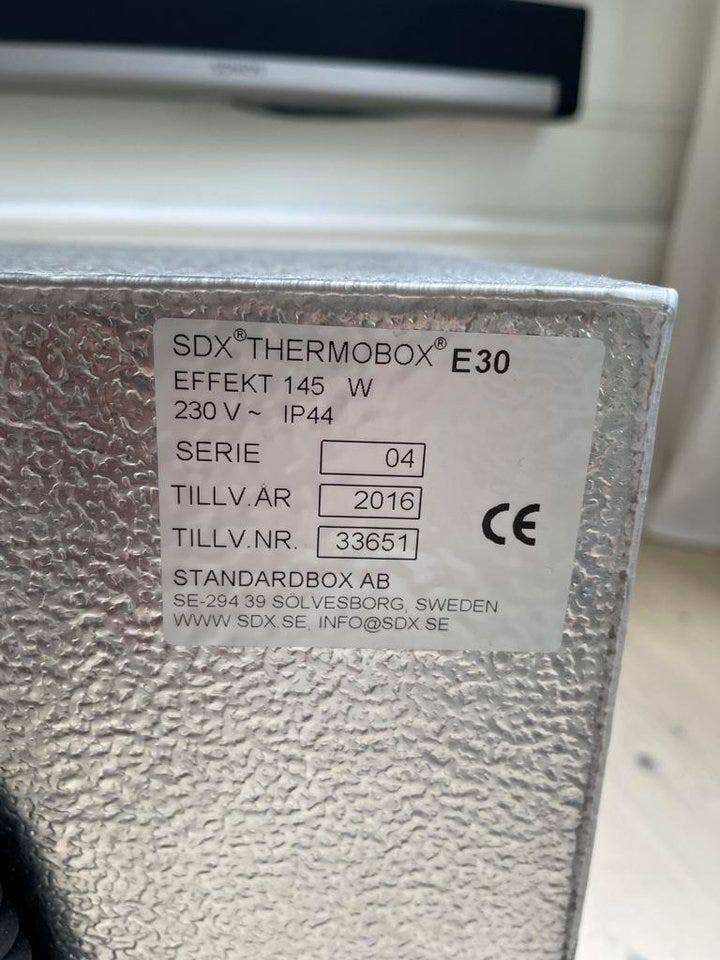 SDX® THERMOBOX® E30
EFFEKT 145 W
230 V ~ IP44
SERIE 04
TILLV.ÅR 2016
TILLV.NR. 33651
CE
STANDARDBOX AB
SE-294 39 SÖLVESBORG, SWEDEN
WWW.SDX.SE, INFO@SDX.SE